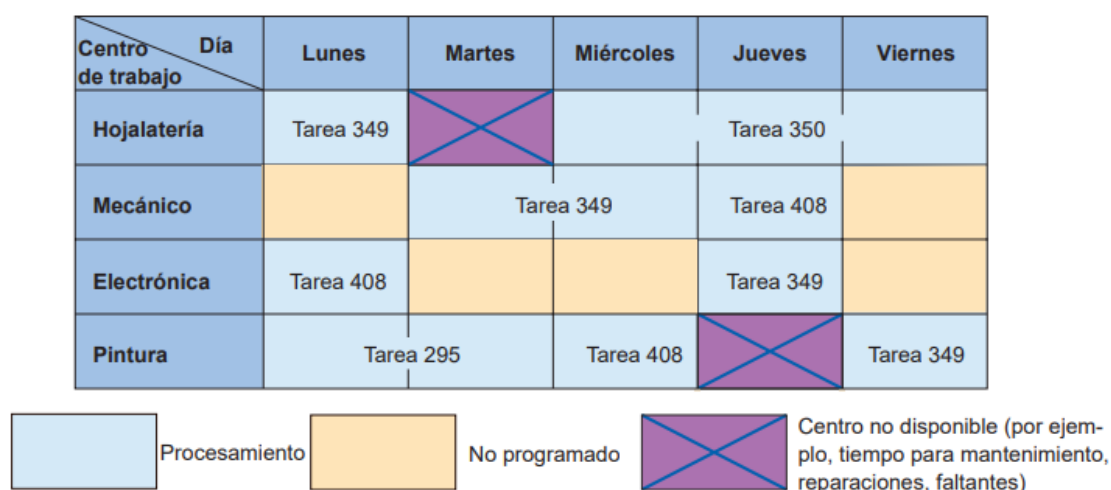 Día
Centro
de trabajo
Lunes
Martes
Miércoles
Jueves
Viernes
Hojalatería
Tarea 349
Tarea 350
Mecánico
Tarea 349
Tarea 408
Electrónica
Tarea 408
Tarea 349
Pintura
Tarea 295
Tarea 408
Tarea 349
Procesamiento
No programado
Centro no disponible (por ejem-
plo, tiempo para mantenimiento,
reparaciones, faltantes)